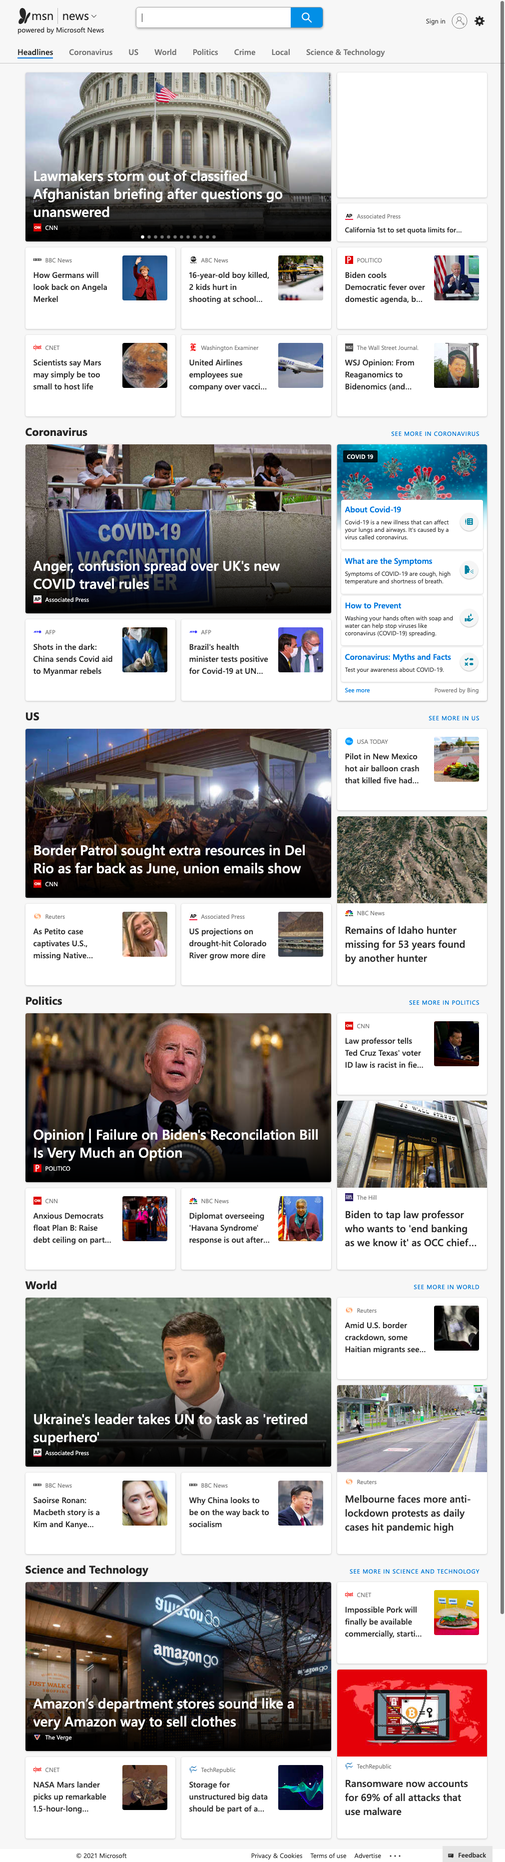 msn | news
powered by Microsoft News
Sign in
Headlines
Coronavirus
US
World
Politics
Crime
Local
Science & Technology
Lawmakers storm out of classified
Afghanistan briefing after questions go
unanswered
CNN
Associated Press
California 1st to set quota limits for...
BBC News
How Germans will
look back on Angela
Merkel
ABC News
16-year-old boy killed,
2 kids hurt in
shooting at school...
POLITICO
Biden cools
Democratic fever over
domestic agenda, b...
CNET
Scientists say Mars
may simply be too
small to host life
Washington Examiner
United Airlines
employees sue
company over vacci...
The Wall Street Journal.
WSJ Opinion: From
Reaganomics to
Bidenomics (and...
Coronavirus
SEE MORE IN CORONAVIRUS
COVID-19
VACCINATION
CENTER
Anger, confusion spread over UK's new
COVID travel rules
Associated Press
COVID 19
About Covid-19
Covid-19 is a new illness that can affect
your lungs and airways. It's caused by a
virus called coronavirus.
What are the Symptoms
Symptoms of COVID-19 are cough, high
temperature and shortness of breath.
How to Prevent
Washing your hands often with soap and
water can help stop viruses like
coronavirus (COVID-19) spreading.
Coronavirus: Myths and Facts
Test your awareness about COVID-19.
See more
Powered by Bing
AFP
Shots in the dark:
China sends Covid aid
to Myanmar rebels
AFP
Brazil's health
minister tests positive
for Covid-19 at UN...
US
SEE MORE IN US
Border Patrol sought extra resources in Del
Rio as far back as June, union emails show
CNN
USA TODAY
Pilot in New Mexico
hot air balloon crash
that killed five had...
NBC News
Remains of Idaho hunter
missing for 53 years found
by another hunter
Reuters
As Petito case
captivates U.S.,
missing Native...
Associated Press
US projections on
drought-hit Colorado
River grow more dire
Politics
SEE MORE IN POLITICS
Opinion | Failure on Biden's Reconciliation Bill
Is Very Much an Option
POLITICO
CNN
Law professor tells
Ted Cruz Texas' voter
ID law is racist in fie...
The Hill
Biden to tap law professor
who wants to 'end banking
as we know it' as OCC chief...
CNN
Anxious Democrats
float Plan B: Raise
debt ceiling on part...
NBC News
Diplomat overseeing
'Havana Syndrome'
response is out after...
World
SEE MORE IN WORLD
Ukraine's leader takes UN to task as 'retired
superhero'
Associated Press
Reuters
Amid U.S. border
crackdown, some
Haitian migrants see...
Reuters
Melbourne faces more anti-
lockdown protests as daily
cases hit pandemic high
BBC News
Saoirse Ronan:
Macbeth story is a
Kim and Kanye...
BBC News
Why China looks to
be on the way back to
socialism
Science and Technology
SEE MORE IN SCIENCE AND TECHNOLOGY
amazon go
JUST WALK OUT
Amazon's department stores sound like a
very Amazon way to sell clothes
The Verge
CNET
Impossible Pork will
finally be available
commercially, starti...
TechRepublic
Ransomware now accounts
for 69% of all attacks that
use malware
CNET
NASA Mars lander
picks up remarkable
1.5-hour-long...
TechRepublic
Storage for
unstructured big data
should be part of a...
© 2021 Microsoft
Privacy & Cookies
Terms of use
Advertise
Feedback